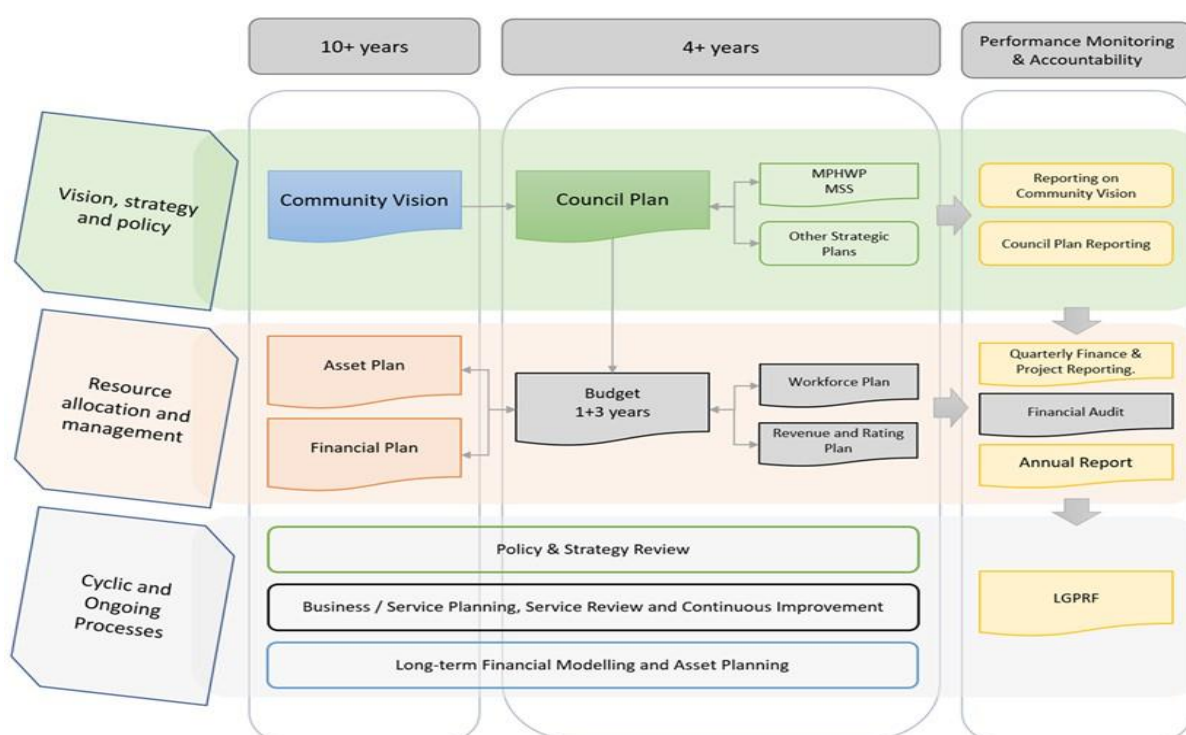 10+ years
4+ years
Performance Monitoring
& Accountability
Vision, strategy
and policy
Community Vision
Council Plan
MPHWP
MSS
Other Strategic
Plans
Reporting on
Community Vision
Council Plan Reporting
Resource
allocation and
management
Asset Plan
Financial Plan
Budget
1+3 years
Workforce Plan
Revenue and Rating
Plan
Quarterly Finance &
Project Reporting.
Financial Audit
Annual Report
Cyclic and
Ongoing
Processes
Policy & Strategy Review
Business / Service Planning, Service Review and Continuous Improvement
Long-term Financial Modelling and Asset Planning
LGPRF